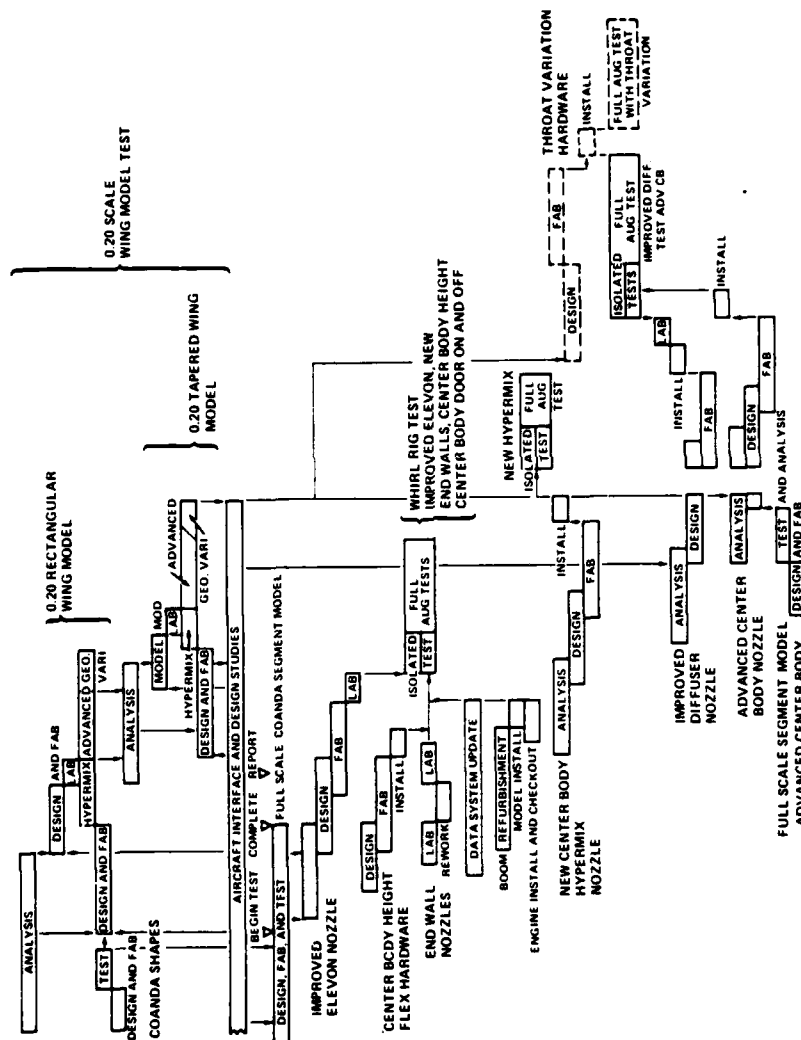 0.20 SCALE
WING MODEL TEST
0.20 RECTANGULAR
WING MODEL
0.20 TAPERED WING
MODEL
ANALYSIS
DESIGN AND FAB
LAB
HYPERMIX
ADVANCED GEO.
VARI
DESIGN AND FAB
TEST
DESIGN AND FAB
COANDA SHAPES
ANALYSIS
MODEL MOD
LAB
HYPERMIX
ADVANCED
GEO. VARI
DESIGN AND FAB
AIRCRAFT INTERFACE AND DESIGN STUDIES
BEGIN TEST
COMPLETE REPORT
DESIGN, FAB, AND TEST
FULL SCALE COANDA SEGMENT MODEL
IMPROVED
ELEVON NOZZLE
DESIGN
FAB
LAB
CENTER BODY HEIGHT
FLEX HARDWARE
DESIGN
FAB
INSTALL
ISOLATED
TEST
FULL
AUG TESTS
WHIRL RIG TEST
IMPROVED ELEVON, NEW
END WALLS, CENTER BODY HEIGHT
CENTER BODY DOOR ON AND OFF
END WALL
NOZZLES
LAB
REWORK
LAB
DATA SYSTEM UPDATE
BOOM REFURBISHMENT
MODEL INSTALL
ENGINE INSTALL AND CHECKOUT
NEW CENTER BODY
HYPERMIX
NOZZLE
ANALYSIS
DESIGN
FAB
INSTALL
NEW HYPERMIX
ISOLATED
TEST
FULL
AUG
TEST
THROAT VARIATION
HARDWARE
DESIGN
FAB
INSTALL
FULL AUG TEST
WITH THROAT
VARIATION
IMPROVED
DIFFUSER
NOZZLE
ANALYSIS
DESIGN
FAB
INSTALL
LAB
ISOLATED
TESTS
FULL
AUG TEST
IMPROVED DIFF.
TEST ADV CB
ADVANCED CENTER
BODY NOZZLE
ANALYSIS
DESIGN
FAB
INSTALL
TEST
AND ANALYSIS
DESIGN AND FAB
FULL SCALE SEGMENT MODEL
ADVANCED CENTER BODY